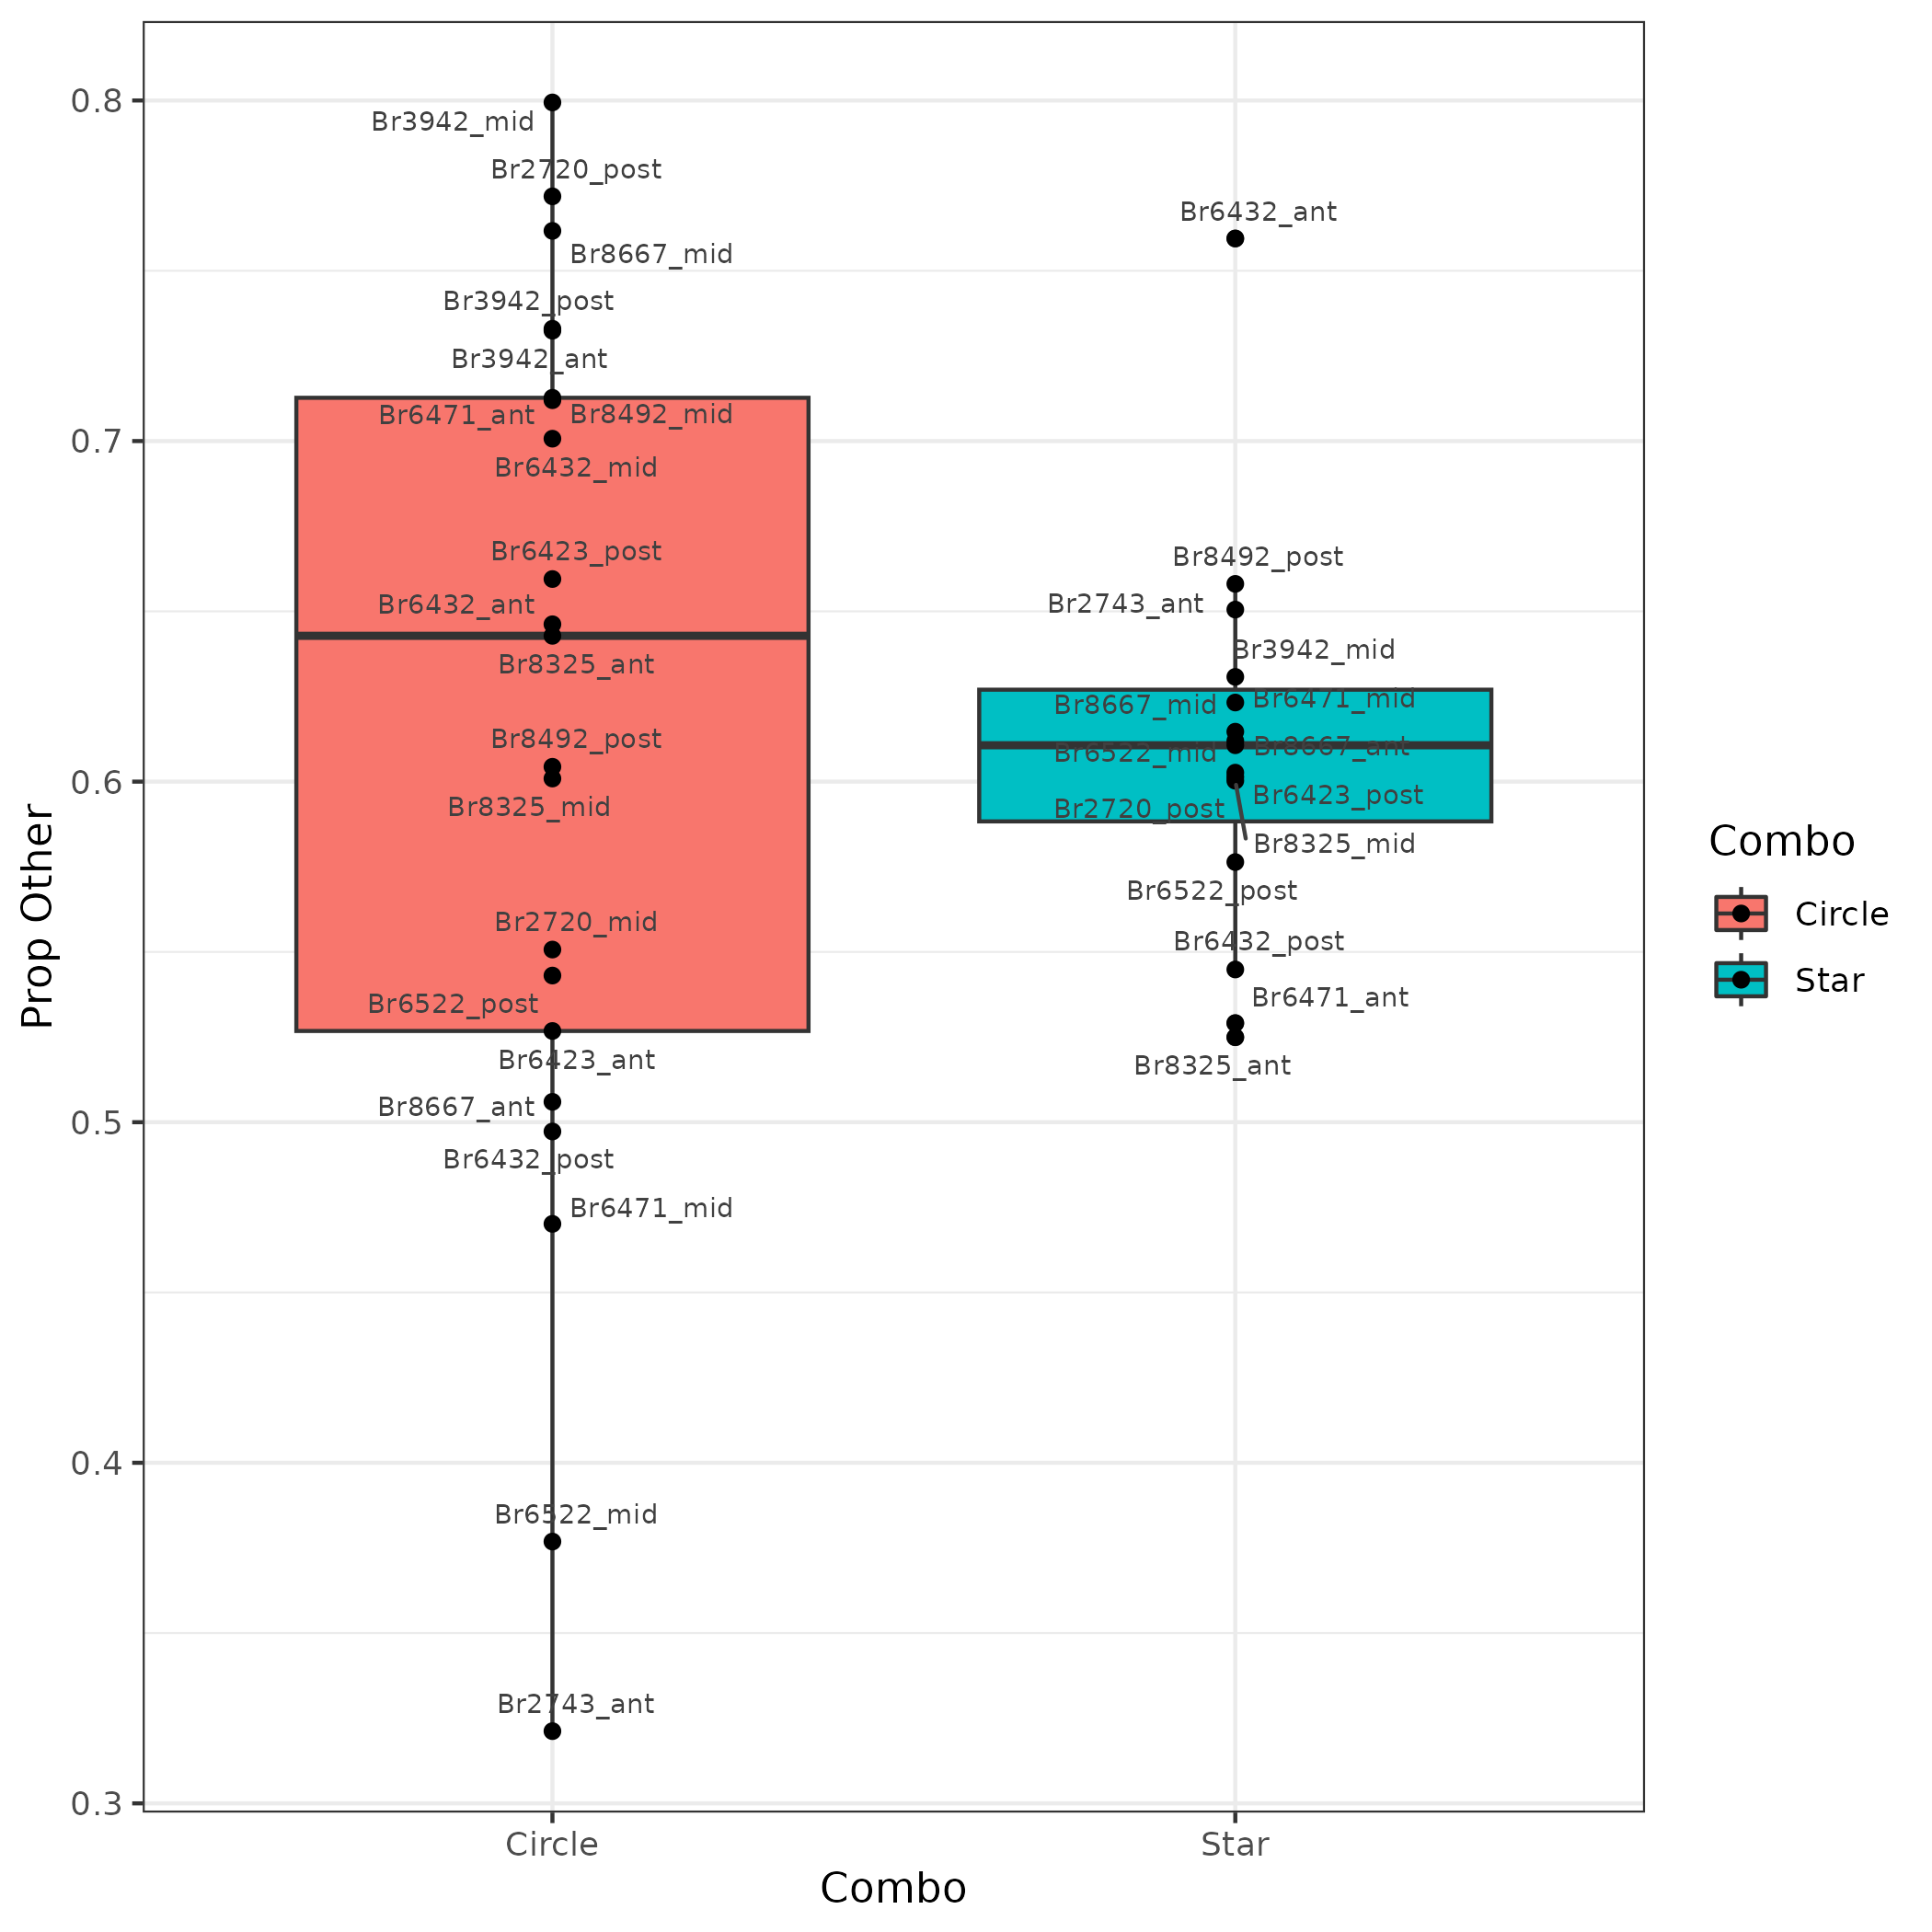 Prop Other
0.8
0.7
0.6
0.5
0.4
0.3
Br3942_mid
Br2720_post
Br8667_mid
Br3942_post
Br3942_ant
Br6471_ant
Br8492_mid
Br6432_mid
Br6423_post
Br6432_ant
Br8325_ant
Br8492_post
Br8325_mid
Br2720_mid
Br6522_post
Br6423_ant
Br8667_ant
Br6432_post
Br6471_mid
Br6522_mid
Br2743_ant
Br6432_ant
Br8492_post
Br2743_ant
Br3942_mid
Br8667_mid
Br6471_mid
Br6522_mid
Br8667_ant
Br2720_post
Br6423_post
Br8325_mid
Br6522_post
Br6432_post
Br6471_ant
Br8325_ant
Circle
Star
Combo
Combo
Circle
Star